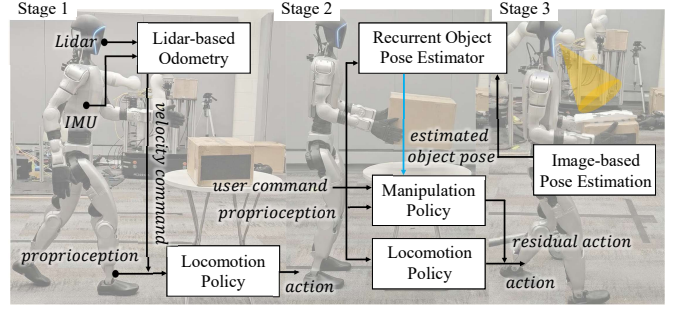 Stage 1
Stage 2
Stage 3
Lidar
Lidar-based
Odometry
IMU
velocity command
proprioception
Locomotion
Policy
action
Recurrent Object
Pose Estimator
estimated
object pose
Image-based
Pose Estimation
user command
proprioception
Manipulation
Policy
Locomotion
Policy
residual action
action